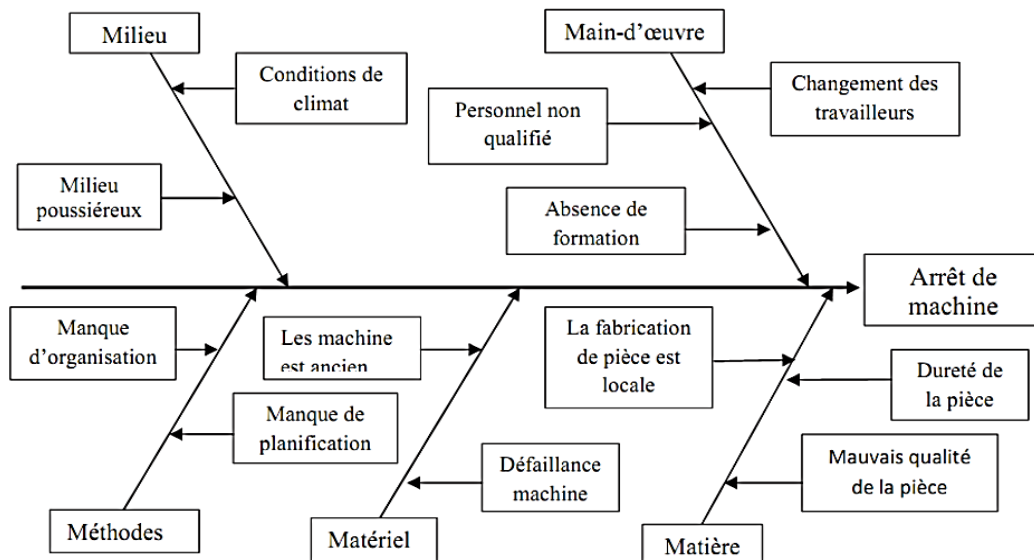 Milieu
Main-d’œuvre
Conditions de
climat
Changement des
travailleurs
Personnel non
qualifié
Milieu
poussiéreux
Absence de
formation
Arrêt de
machine
Manque
d’organisation
Les machine
est ancien
La fabrication
de pièce est
locale
Dureté de
la pièce
Manque de
planification
Défaillance
machine
Mauvais qualité
de la pièce
Méthodes
Matériel
Matière